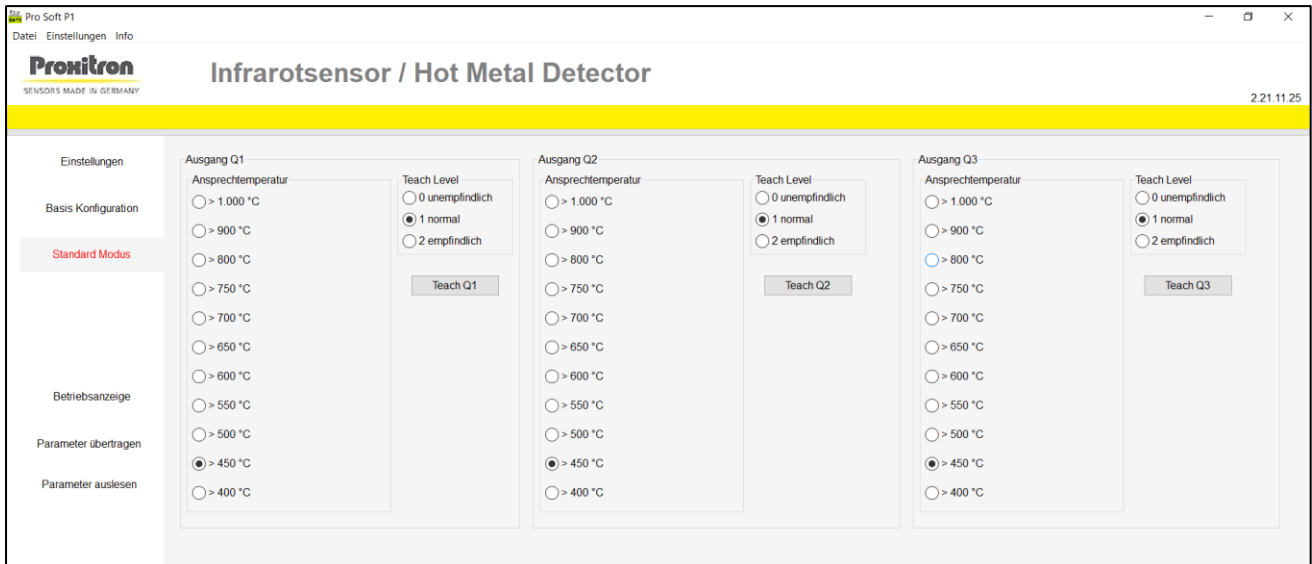 Pro Soft P1
Datei Einstellungen Info
Proxitron
SENSORS MADE IN GERMANY
Infrarotsensor / Hot Metal Detector
2.21.11.25
Einstellungen
Basis Konfiguration
Standard Modus
Betriebsanzeige
Parameter übertragen
Parameter auslesen
Ausgang Q1
Ansprechtemperatur
> 1.000 °C
> 900 °C
> 800 °C
> 750 °C
> 700 °C
> 650 °C
> 600 °C
> 550 °C
> 500 °C
> 450 °C
> 400 °C
Teach Level
0 unempfindlich
1 normal
2 empfindlich
Teach Q1
Ausgang Q2
Ansprechtemperatur
> 1.000 °C
> 900 °C
> 800 °C
> 750 °C
> 700 °C
> 650 °C
> 600 °C
> 550 °C
> 500 °C
> 450 °C
> 400 °C
Teach Level
0 unempfindlich
1 normal
2 empfindlich
Teach Q2
Ausgang Q3
Ansprechtemperatur
> 1.000 °C
> 900 °C
> 800 °C
> 750 °C
> 700 °C
> 650 °C
> 600 °C
> 550 °C
> 500 °C
> 450 °C
> 400 °C
Teach Level
0 unempfindlich
1 normal
2 empfindlich
Teach Q3